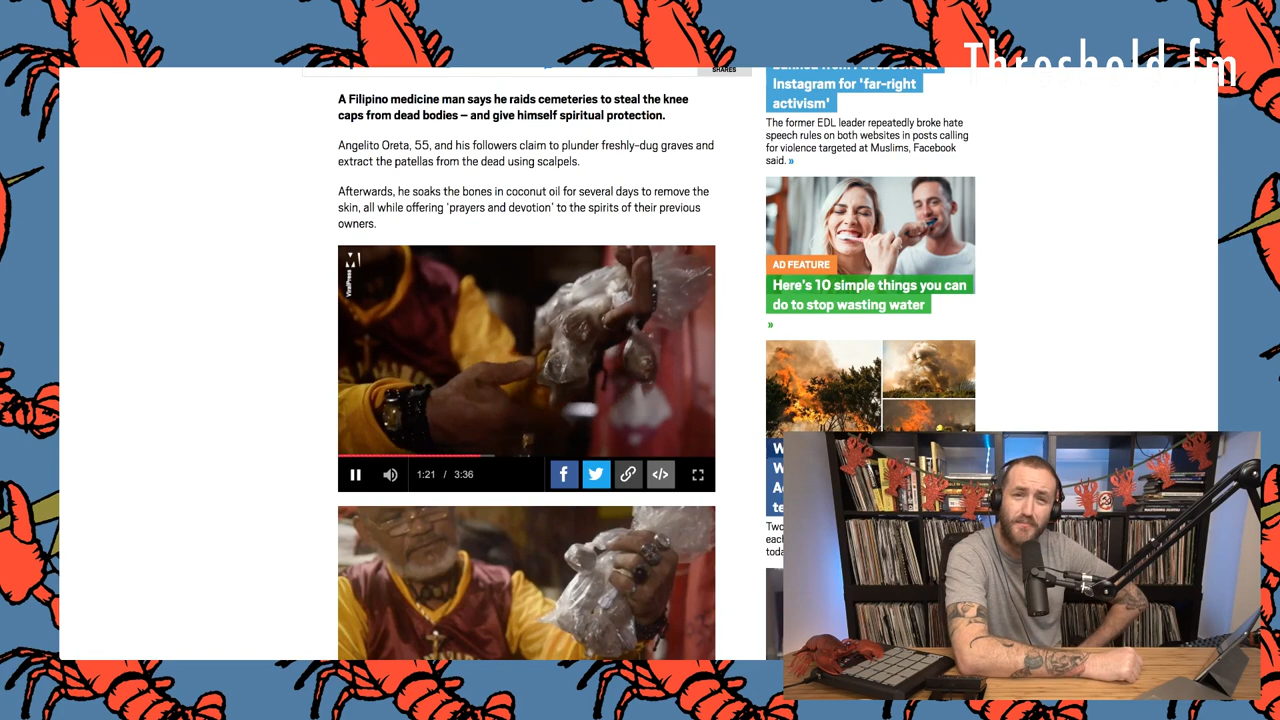 Threshold.fm
SHARES
A Filipino medicine man says he raids cemeteries to steal the knee
caps from dead bodies – and give himself spiritual protection.
Angelito Oreta, 55, and his followers claim to plunder freshly-dug graves and
extract the patellas from the dead using scalpels.
Afterwards, he soaks the bones in coconut oil for several days to remove the
skin, all while offering ‘prayers and devotion’ to the spirits of their previous
owners.
ViralPress
1:21 / 3:36
Instagram for 'far-right
activism'
The former EDL leader repeatedly broke hate
speech rules on both websites in posts calling
for violence targeted at Muslims, Facebook
said. »
AD FEATURE
Here's 10 simple things you can
do to stop wasting water
»